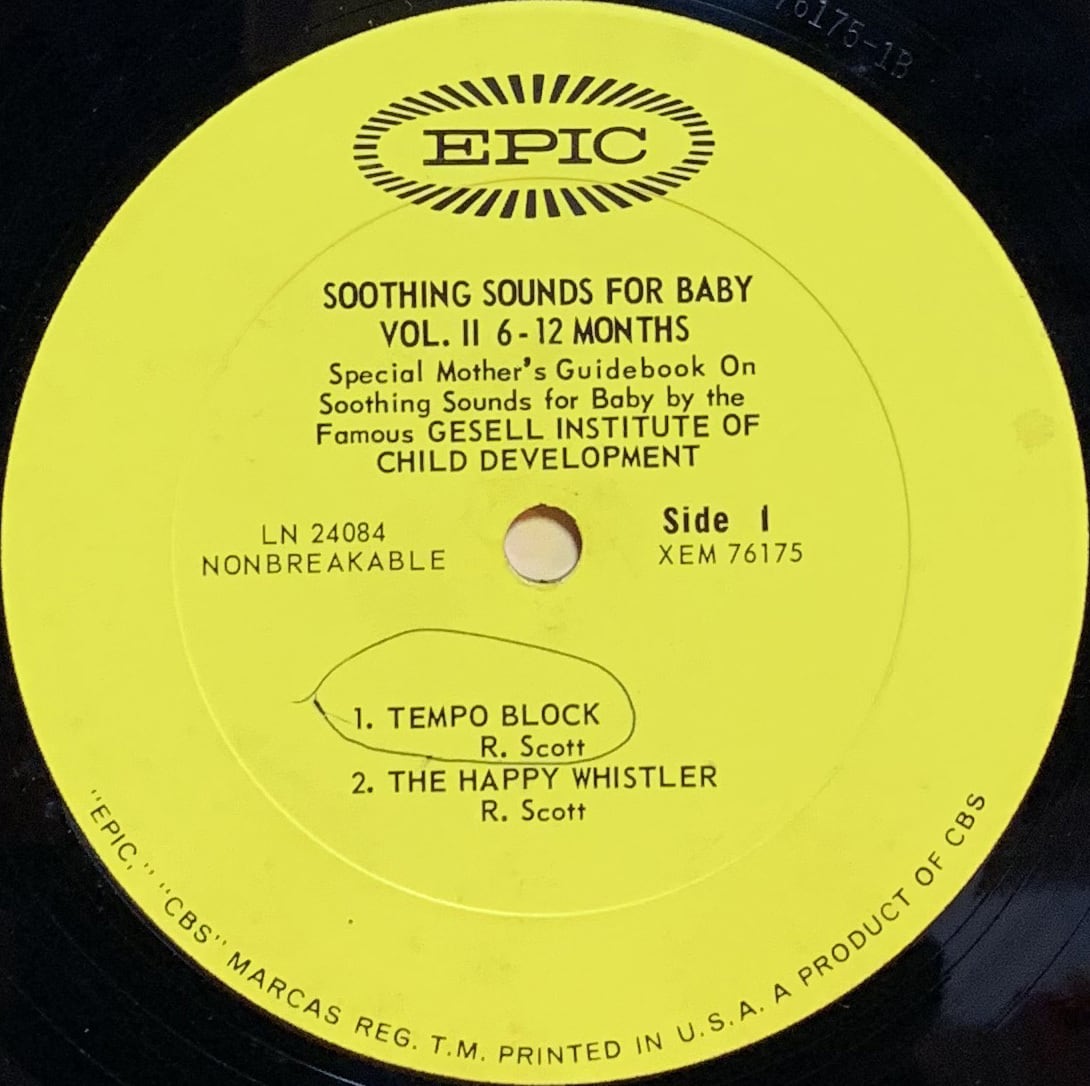 76175-1B
EPIC
SOOTHING SOUNDS FOR BABY
VOL. II 6-12 MONTHS
Special Mother's Guidebook On
Soothing Sounds for Baby by the
Famous GESELL INSTITUTE OF
CHILD DEVELOPMENT
LN 24084
NONBREAKABLE
Side 1
XEM 76175
1. TEMPO BLOCK
R. Scott
2. THE HAPPY WHISTLER
R. Scott
"EPIC," "CBS" MARCAS REG. T.M. PRINTED IN U.S.A. A PRODUCT OF CBS